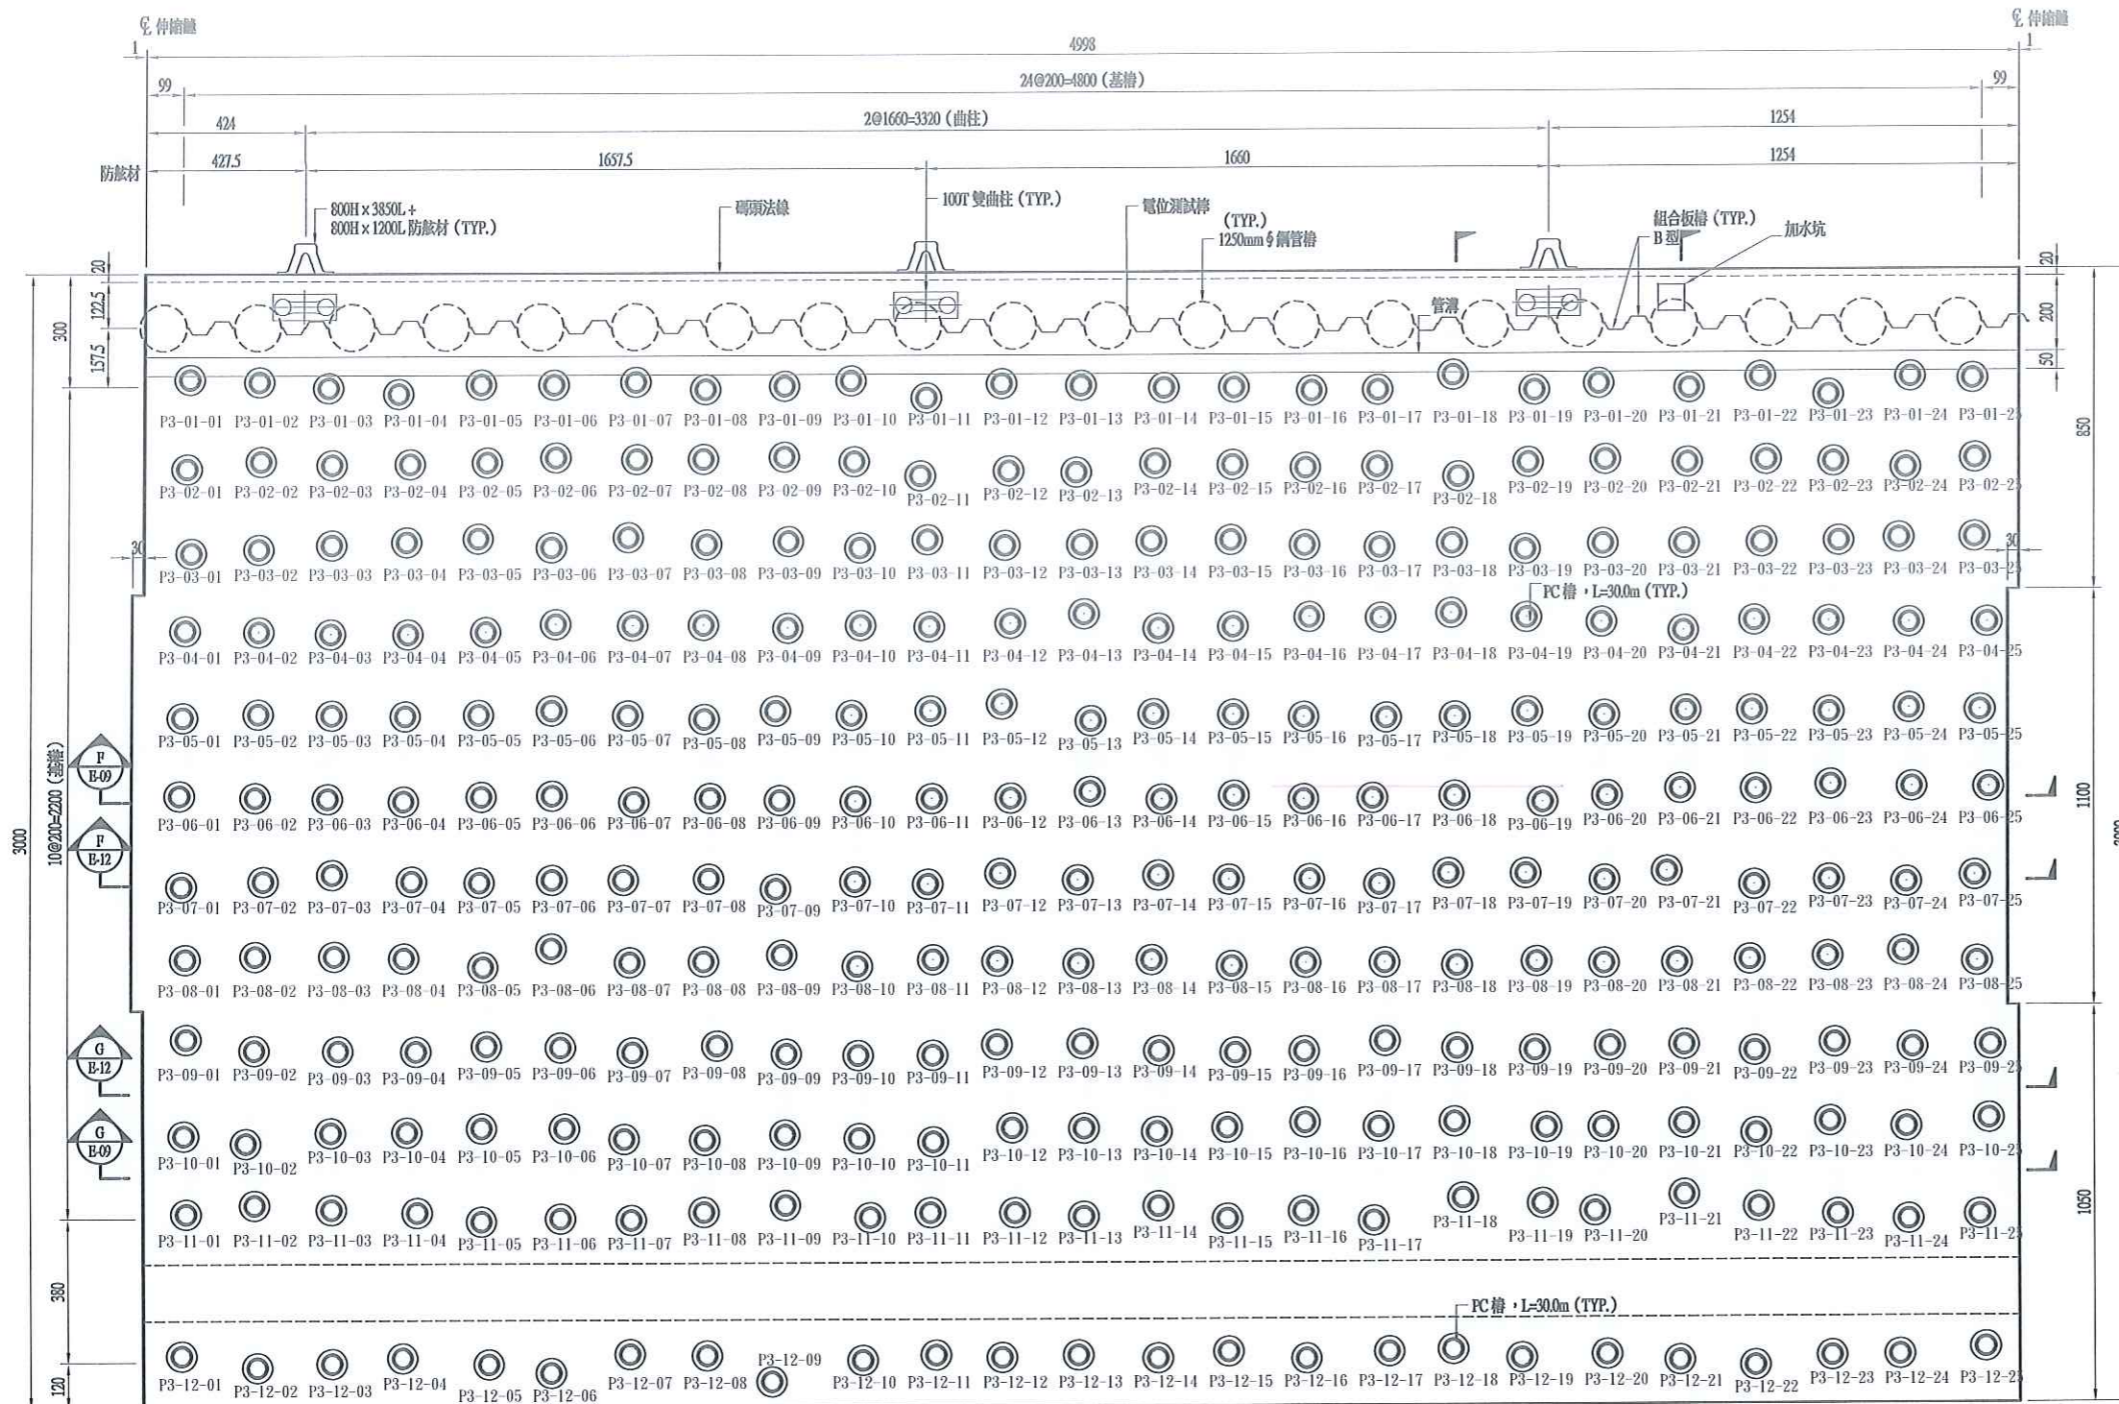 ℄ 伸縮縫 ℄ 伸縮縫
1 4998 1
99 24@200=4800 (基樁) 99
424 2@1660=3320 (曲柱) 1254
防舷材 427.5 1657.5 1660 1254
800H x 3850L +
800H x 1200L 防舷材 (TYP.)
碼頭法線
100T 雙曲柱 (TYP.)
電位測試樁
(TYP.)
1250mm ϕ 鋼管樁
組合板樁 (TYP.)
B 型
加水坑
管溝
20 122.5 157.5 300
20 200 50 850
P3-01-01 P3-01-02 P3-01-03 P3-01-04 P3-01-05 P3-01-06 P3-01-07 P3-01-08 P3-01-09 P3-01-10 P3-01-11 P3-01-12 P3-01-13 P3-01-14 P3-01-15 P3-01-16 P3-01-17 P3-01-18 P3-01-19 P3-01-20 P3-01-21 P3-01-22 P3-01-23 P3-01-24 P3-01-25
P3-02-01 P3-02-02 P3-02-03 P3-02-04 P3-02-05 P3-02-06 P3-02-07 P3-02-08 P3-02-09 P3-02-10 P3-02-11 P3-02-12 P3-02-13 P3-02-14 P3-02-15 P3-02-16 P3-02-17 P3-02-18 P3-02-19 P3-02-20 P3-02-21 P3-02-22 P3-02-23 P3-02-24 P3-02-25
30 30
P3-03-01 P3-03-02 P3-03-03 P3-03-04 P3-03-05 P3-03-06 P3-03-07 P3-03-08 P3-03-09 P3-03-10 P3-03-11 P3-03-12 P3-03-13 P3-03-14 P3-03-15 P3-03-16 P3-03-17 P3-03-18 P3-03-19 P3-03-20 P3-03-21 P3-03-22 P3-03-23 P3-03-24 P3-03-25
PC 樁，L=30.0m (TYP.)
P3-04-01 P3-04-02 P3-04-03 P3-04-04 P3-04-05 P3-04-06 P3-04-07 P3-04-08 P3-04-09 P3-04-10 P3-04-11 P3-04-12 P3-04-13 P3-04-14 P3-04-15 P3-04-16 P3-04-17 P3-04-18 P3-04-19 P3-04-20 P3-04-21 P3-04-22 P3-04-23 P3-04-24 P3-04-25
P3-05-01 P3-05-02 P3-05-03 P3-05-04 P3-05-05 P3-05-06 P3-05-07 P3-05-08 P3-05-09 P3-05-10 P3-05-11 P3-05-12 P3-05-13 P3-05-14 P3-05-15 P3-05-16 P3-05-17 P3-05-18 P3-05-19 P3-05-20 P3-05-21 P3-05-22 P3-05-23 P3-05-24 P3-05-25
F
E-09
3000
10@200=2200 (基樁)
1100
P3-06-01 P3-06-02 P3-06-03 P3-06-04 P3-06-05 P3-06-06 P3-06-07 P3-06-08 P3-06-09 P3-06-10 P3-06-11 P3-06-12 P3-06-13 P3-06-14 P3-06-15 P3-06-16 P3-06-17 P3-06-18 P3-06-19 P3-06-20 P3-06-21 P3-06-22 P3-06-23 P3-06-24 P3-06-25
F
E-12
P3-07-01 P3-07-02 P3-07-03 P3-07-04 P3-07-05 P3-07-06 P3-07-07 P3-07-08 P3-07-09 P3-07-10 P3-07-11 P3-07-12 P3-07-13 P3-07-14 P3-07-15 P3-07-16 P3-07-17 P3-07-18 P3-07-19 P3-07-20 P3-07-21 P3-07-22 P3-07-23 P3-07-24 P3-07-25
P3-08-01 P3-08-02 P3-08-03 P3-08-04 P3-08-05 P3-08-06 P3-08-07 P3-08-08 P3-08-09 P3-08-10 P3-08-11 P3-08-12 P3-08-13 P3-08-14 P3-08-15 P3-08-16 P3-08-17 P3-08-18 P3-08-19 P3-08-20 P3-08-21 P3-08-22 P3-08-23 P3-08-24 P3-08-25
G
E-12
P3-09-01 P3-09-02 P3-09-03 P3-09-04 P3-09-05 P3-09-06 P3-09-07 P3-09-08 P3-09-09 P3-09-10 P3-09-11 P3-09-12 P3-09-13 P3-09-14 P3-09-15 P3-09-16 P3-09-17 P3-09-18 P3-09-19 P3-09-20 P3-09-21 P3-09-22 P3-09-23 P3-09-24 P3-09-25
G
E-09
P3-10-01 P3-10-02 P3-10-03 P3-10-04 P3-10-05 P3-10-06 P3-10-07 P3-10-08 P3-10-09 P3-10-10 P3-10-11 P3-10-12 P3-10-13 P3-10-14 P3-10-15 P3-10-16 P3-10-17 P3-10-18 P3-10-19 P3-10-20 P3-10-21 P3-10-22 P3-10-23 P3-10-24 P3-10-25
1050
P3-11-01 P3-11-02 P3-11-03 P3-11-04 P3-11-05 P3-11-06 P3-11-07 P3-11-08 P3-11-09 P3-11-10 P3-11-11 P3-11-12 P3-11-13 P3-11-14 P3-11-15 P3-11-16 P3-11-17 P3-11-18 P3-11-19 P3-11-20 P3-11-21 P3-11-22 P3-11-23 P3-11-24 P3-11-25
380
PC 樁，L=30.0m (TYP.)
P3-12-01 P3-12-02 P3-12-03 P3-12-04 P3-12-05 P3-12-06 P3-12-07 P3-12-08 P3-12-09 P3-12-10 P3-12-11 P3-12-12 P3-12-13 P3-12-14 P3-12-15 P3-12-16 P3-12-17 P3-12-18 P3-12-19 P3-12-20 P3-12-21 P3-12-22 P3-12-23 P3-12-24 P3-12-25
120